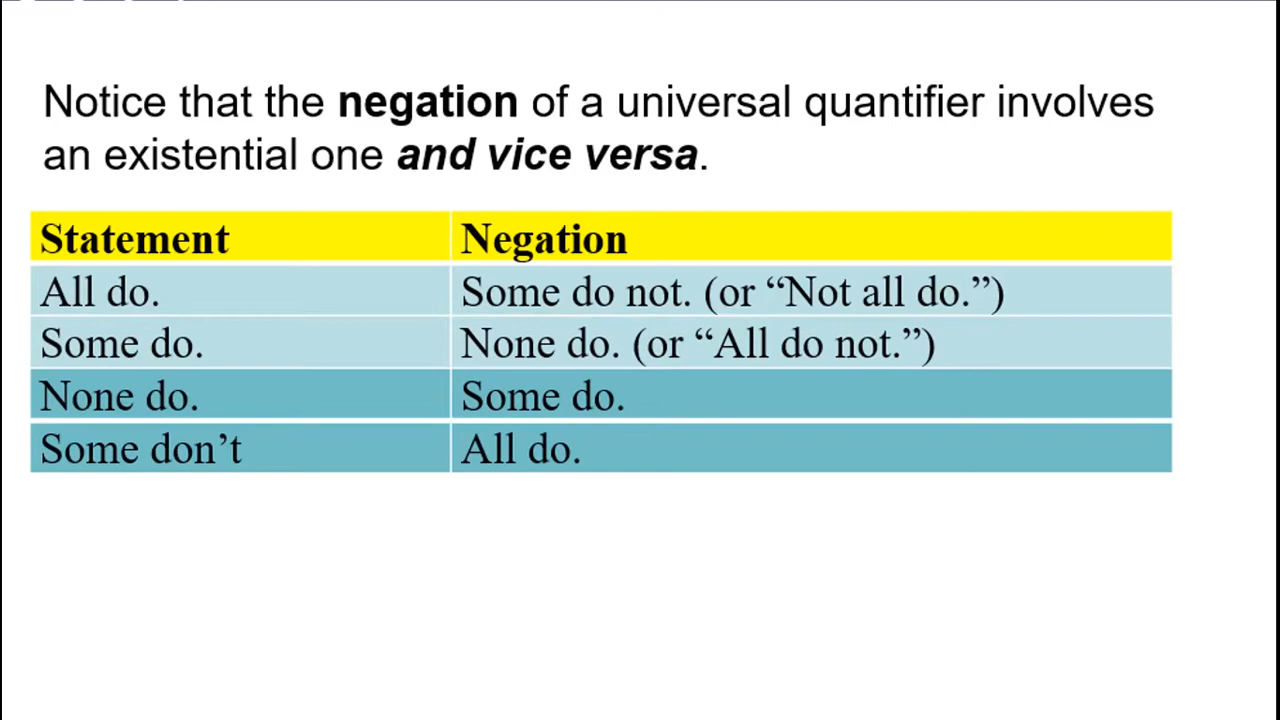 Notice that the negation of a universal quantifier involves
an existential one and vice versa.
Statement Negation
All do. Some do not. (or “Not all do.”)
Some do. None do. (or “All do not.”)
None do. Some do.
Some don’t All do.